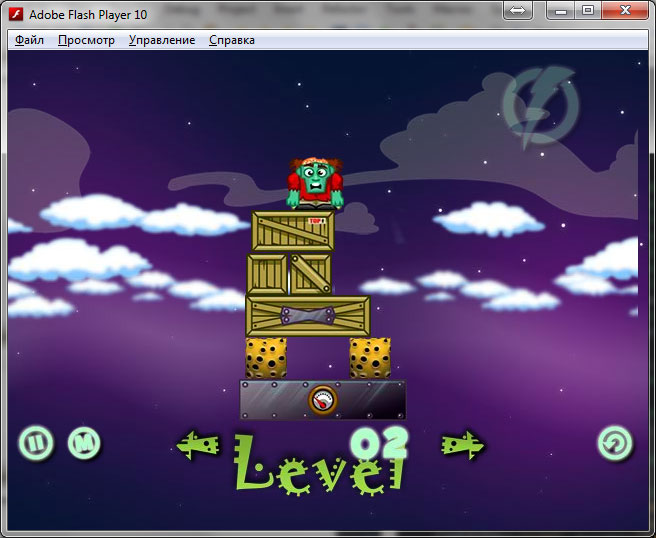 Adobe Flash Player 10
Файл Просмотр Управление Справка
TOP
M
02
Level